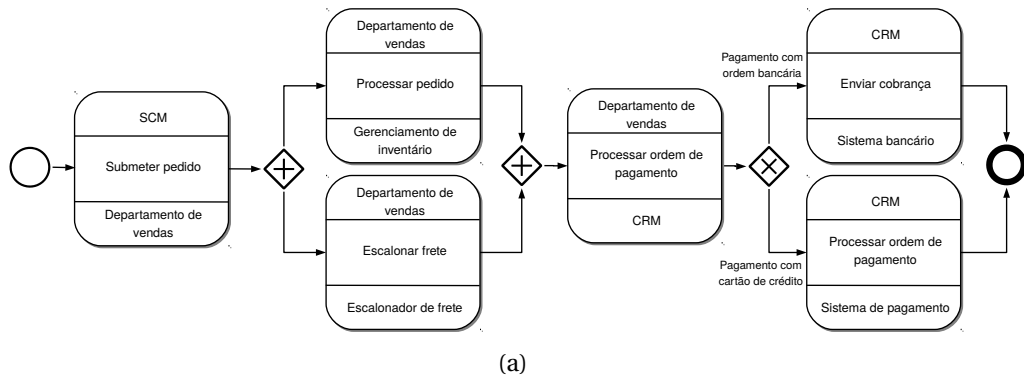 SCM
Submeter pedido
Departamento de
vendas
Departamento de
vendas
Processar pedido
Gerenciamento de
inventário
Departamento de
vendas
Escalonar frete
Escalonador de frete
Departamento de
vendas
Processar ordem de
pagamento
CRM
Pagamento com
ordem bancária
CRM
Enviar cobrança
Sistema bancário
Pagamento com
cartão de crédito
CRM
Processar ordem de
pagamento
Sistema de pagamento
(a)